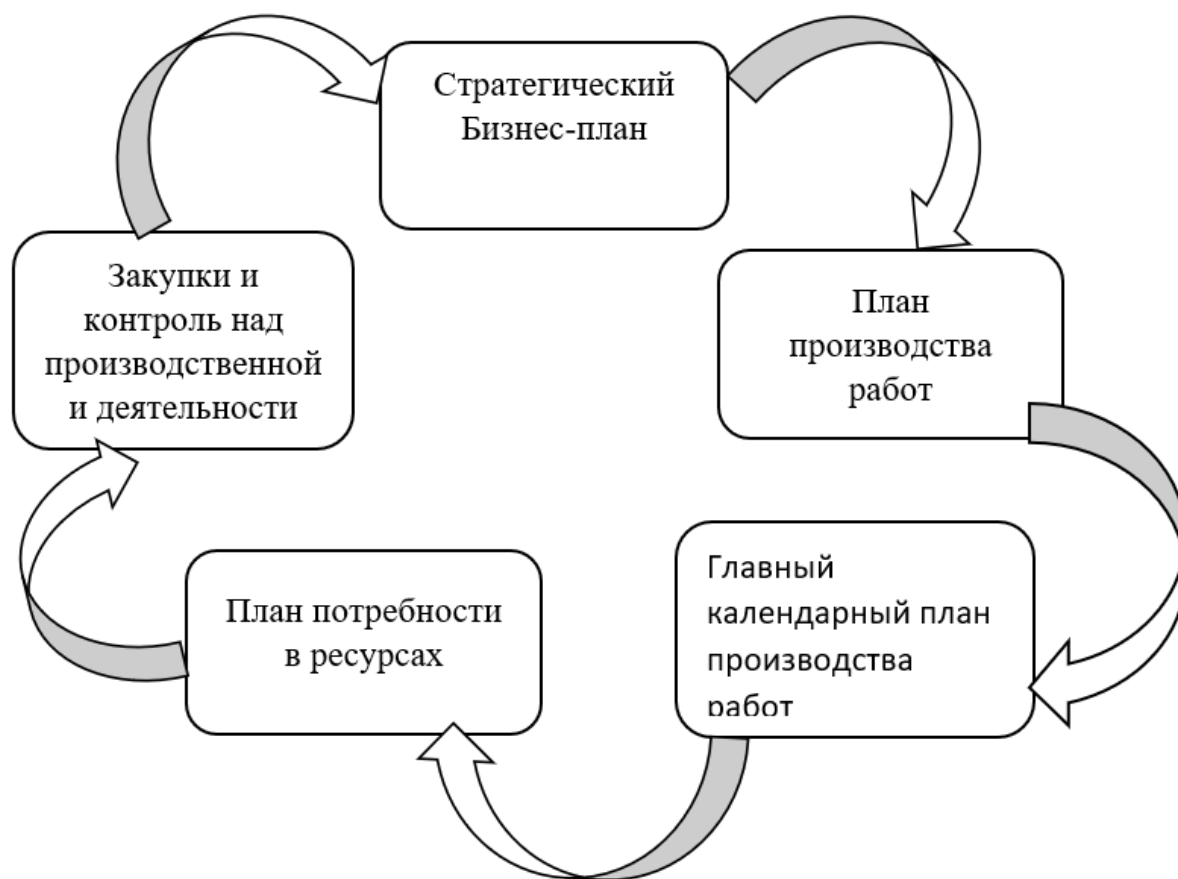 Стратегический
Бизнес-план
План
производства
работ
Главный
календарный план
производства
работ
План потребности
в ресурсах
Закупки и
контроль над
производственной
и деятельности